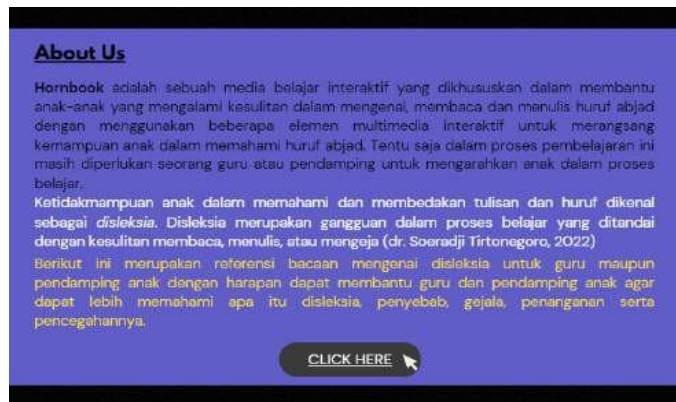 About Us
Hornbook adalah sebuah media belajar interaktif yang dikhususkan dalam membantu
anak-anak yang mengalami kesulitan dalam mengenal, membaca dan menulis huruf abjad
dengan menggunakan beberapa elemen multimedia interaktif untuk merangsang
kemampuan anak dalam memahami huruf abjad. Tentu saja dalam proses pembelajaran ini
masih diperlukan seorang guru atau pendamping untuk mengarahkan anak dalam proses
belajar.
Ketidakmampuan anak dalam memahami dan membedakan tulisan dan huruf dikenal
sebagai disleksia. Disleksia merupakan gangguan dalam proses belajar yang ditandai
dengan kesulitan membaca, menulis, atau mengeja (dr. Soeradji Tirtonegoro, 2022)
Berikut ini merupakan referensi bacaan mengenai disleksia untuk guru maupun
pendamping anak dengan harapan dapat membantu guru dan pendamping anak agar
dapat lebih memahami apa itu disleksia, penyebab, gejala, penanganan serta
pencegahannya.
CLICK HERE